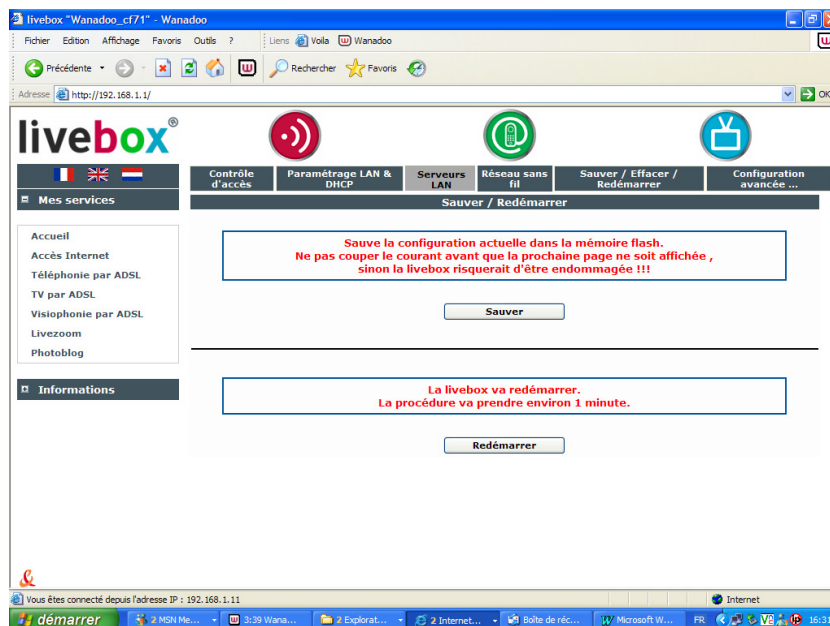 livebox "Wanadoo_cf71" - Wanadoo
Fichier Edition Affichage Favoris Outils ? Liens Voila Wanadoo
Précédente Rechercher Favoris
Adresse http://192.168.1.1/ OK
livebox®
Contrôle d'accès
Paramétrage LAN & DHCP
Serveurs LAN
Réseau sans fil
Sauver / Effacer / Redémarrer
Configuration avancée ...
Mes services
Sauver / Redémarrer
Accueil
Accès Internet
Téléphonie par ADSL
TV par ADSL
Visiophonie par ADSL
Livezoom
Photoblog
Informations
Sauve la configuration actuelle dans la mémoire flash.
Ne pas couper le courant avant que la prochaine page ne soit affichée ,
sinon la livebox risquerait d'être endommagée !!!
Sauver
La livebox va redémarrer.
La procédure va prendre environ 1 minute.
Redémarrer
Vous êtes connecté depuis l'adresse IP : 192.168.1.11 Internet
démarrer 2 MSN Me... 3:39 Wana... 2 Explorat... 2 Internet... Boîte de réc... Microsoft W... FR